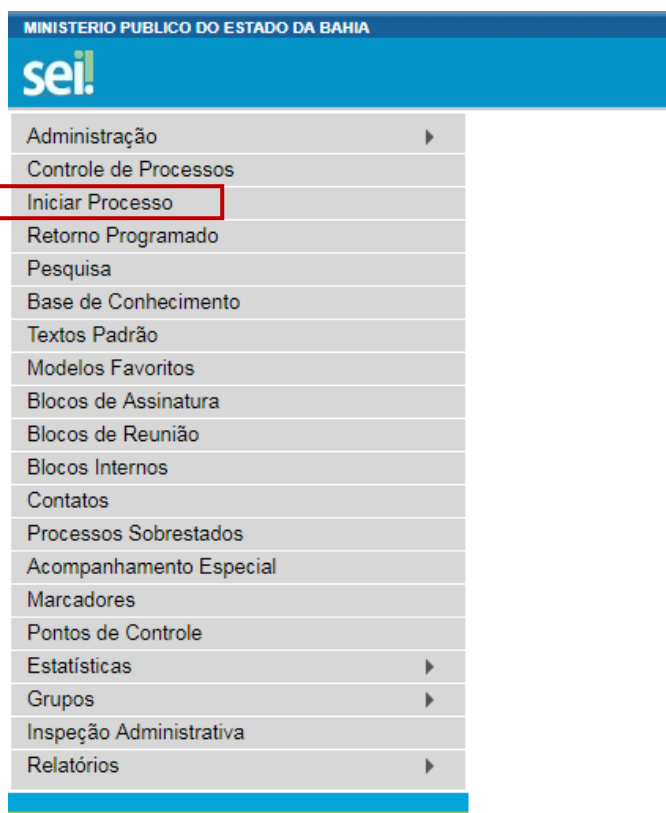 MINISTERIO PUBLICO DO ESTADO DA BAHIA
sei!
Administração
Controle de Processos
Iniciar Processo
Retorno Programado
Pesquisa
Base de Conhecimento
Textos Padrão
Modelos Favoritos
Blocos de Assinatura
Blocos de Reunião
Blocos Internos
Contatos
Processos Sobrestados
Acompanhamento Especial
Marcadores
Pontos de Controle
Estatísticas
Grupos
Inspeção Administrativa
Relatórios